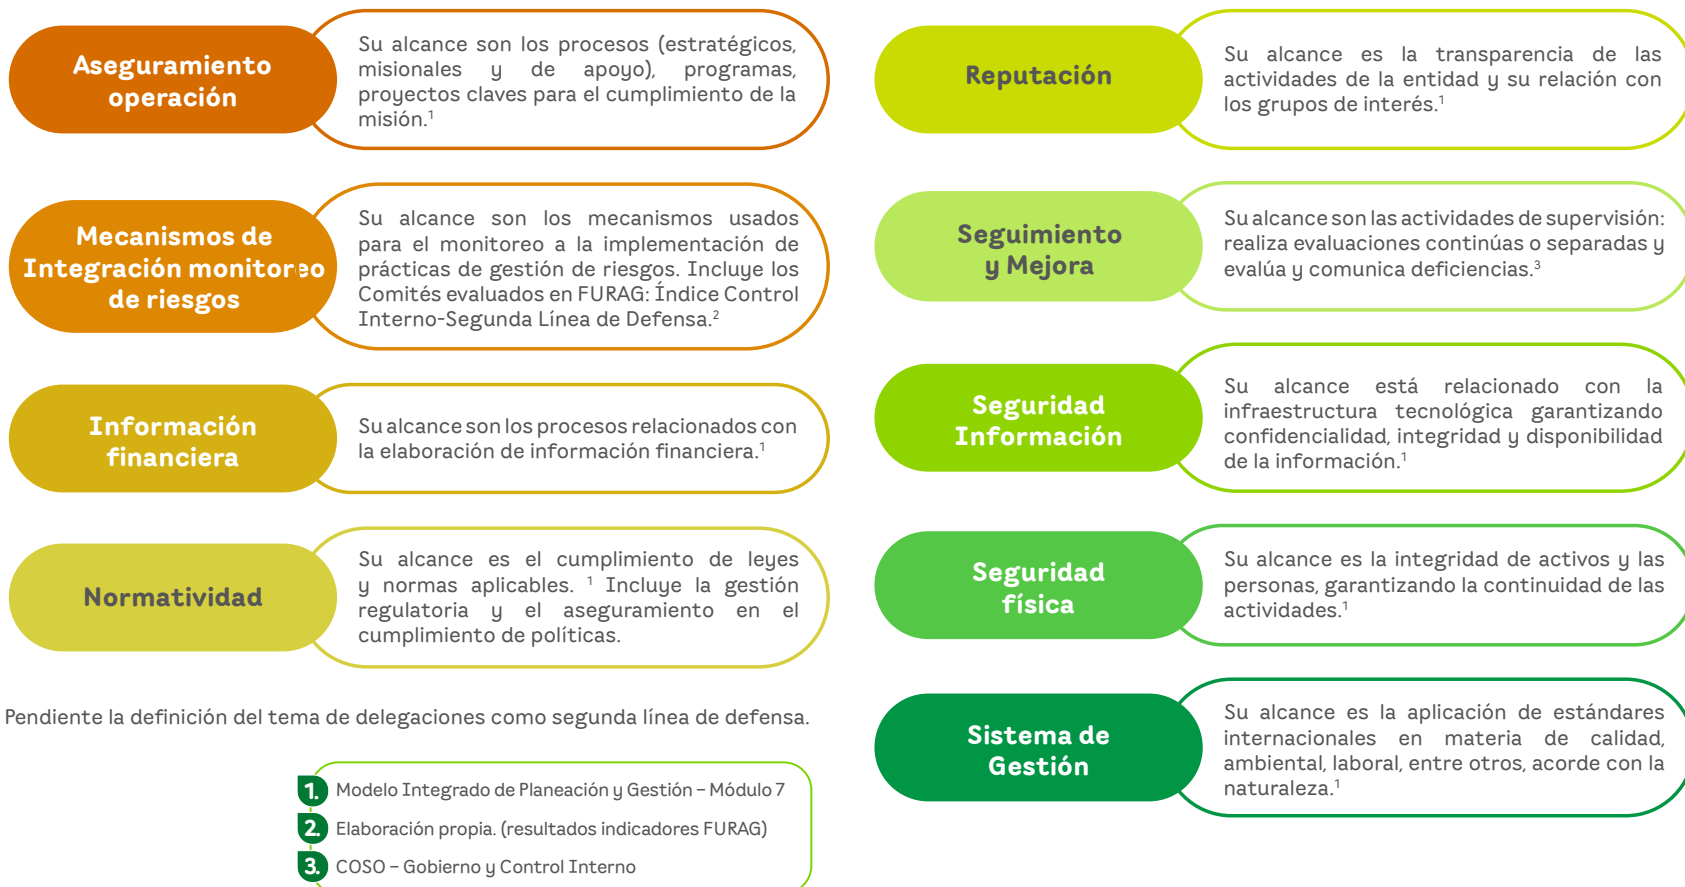 Aseguramiento
operación
Su alcance son los procesos (estratégicos,
misionales y de apoyo), programas,
proyectos claves para el cumplimiento de la
misión.¹
Mecanismos de
Integración monitoreo
de riesgos
Su alcance son los mecanismos usados
para el monitoreo a la implementación de
prácticas de gestión de riesgos. Incluye los
Comités evaluados en FURAG: Índice Control
Interno-Segunda Línea de Defensa.²
Información
financiera
Su alcance son los procesos relacionados con
la elaboración de información financiera.¹
Normatividad
Su alcance es el cumplimiento de leyes
y normas aplicables. ¹ Incluye la gestión
regulatoria y el aseguramiento en el
cumplimiento de políticas.
Pendiente la definición del tema de delegaciones como segunda línea de defensa.
1. Modelo Integrado de Planeación y Gestión – Módulo 7
2. Elaboración propia. (resultados indicadores FURAG)
3. COSO – Gobierno y Control Interno
Reputación
Su alcance es la transparencia de las
actividades de la entidad y su relación con
los grupos de interés.¹
Seguimiento
y Mejora
Su alcance son las actividades de supervisión:
realiza evaluaciones continúas o separadas y
evalúa y comunica deficiencias.³
Seguridad
Información
Su alcance está relacionado con la
infraestructura tecnológica garantizando
confidencialidad, integridad y disponibilidad
de la información.¹
Seguridad
física
Su alcance es la integridad de activos y las
personas, garantizando la continuidad de las
actividades.¹
Sistema de
Gestión
Su alcance es la aplicación de estándares
internacionales en materia de calidad,
ambiental, laboral, entre otros, acorde con la
naturaleza.¹